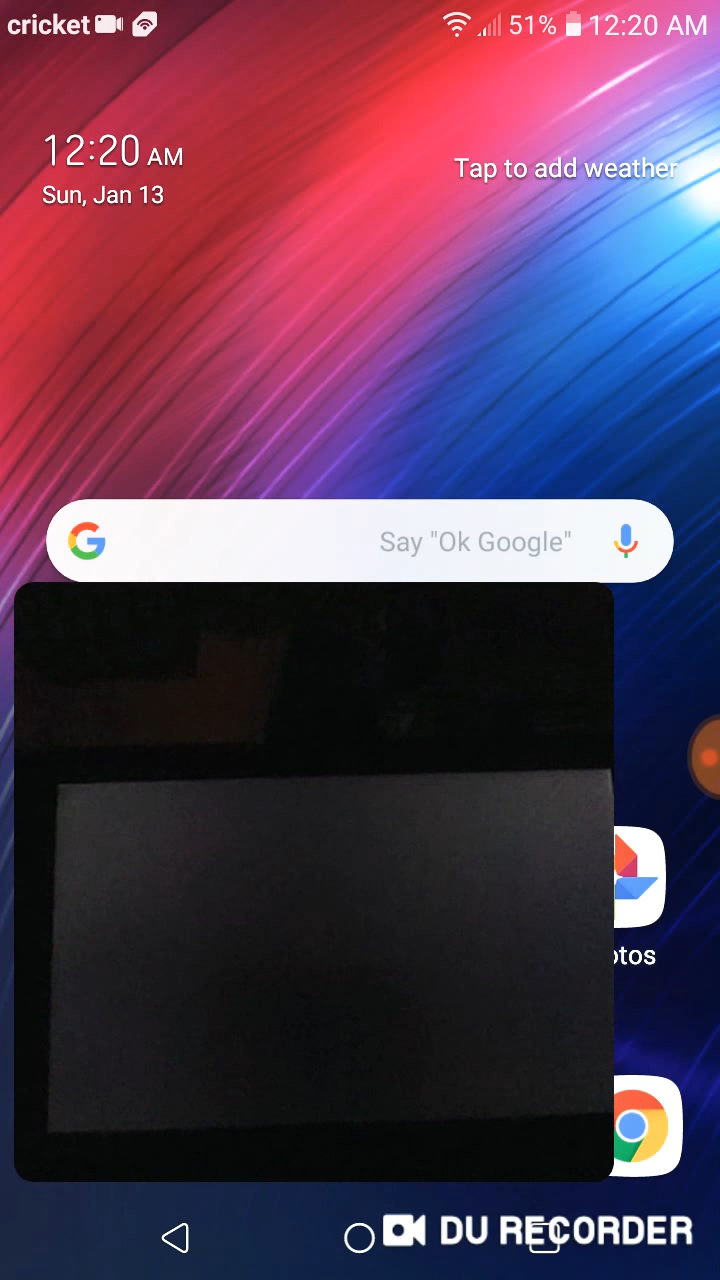 cricket 51% 12:20 AM
12:20 AM
Tap to add weather
Sun, Jan 13
Say "Ok Google"
otos
DU RECORDER